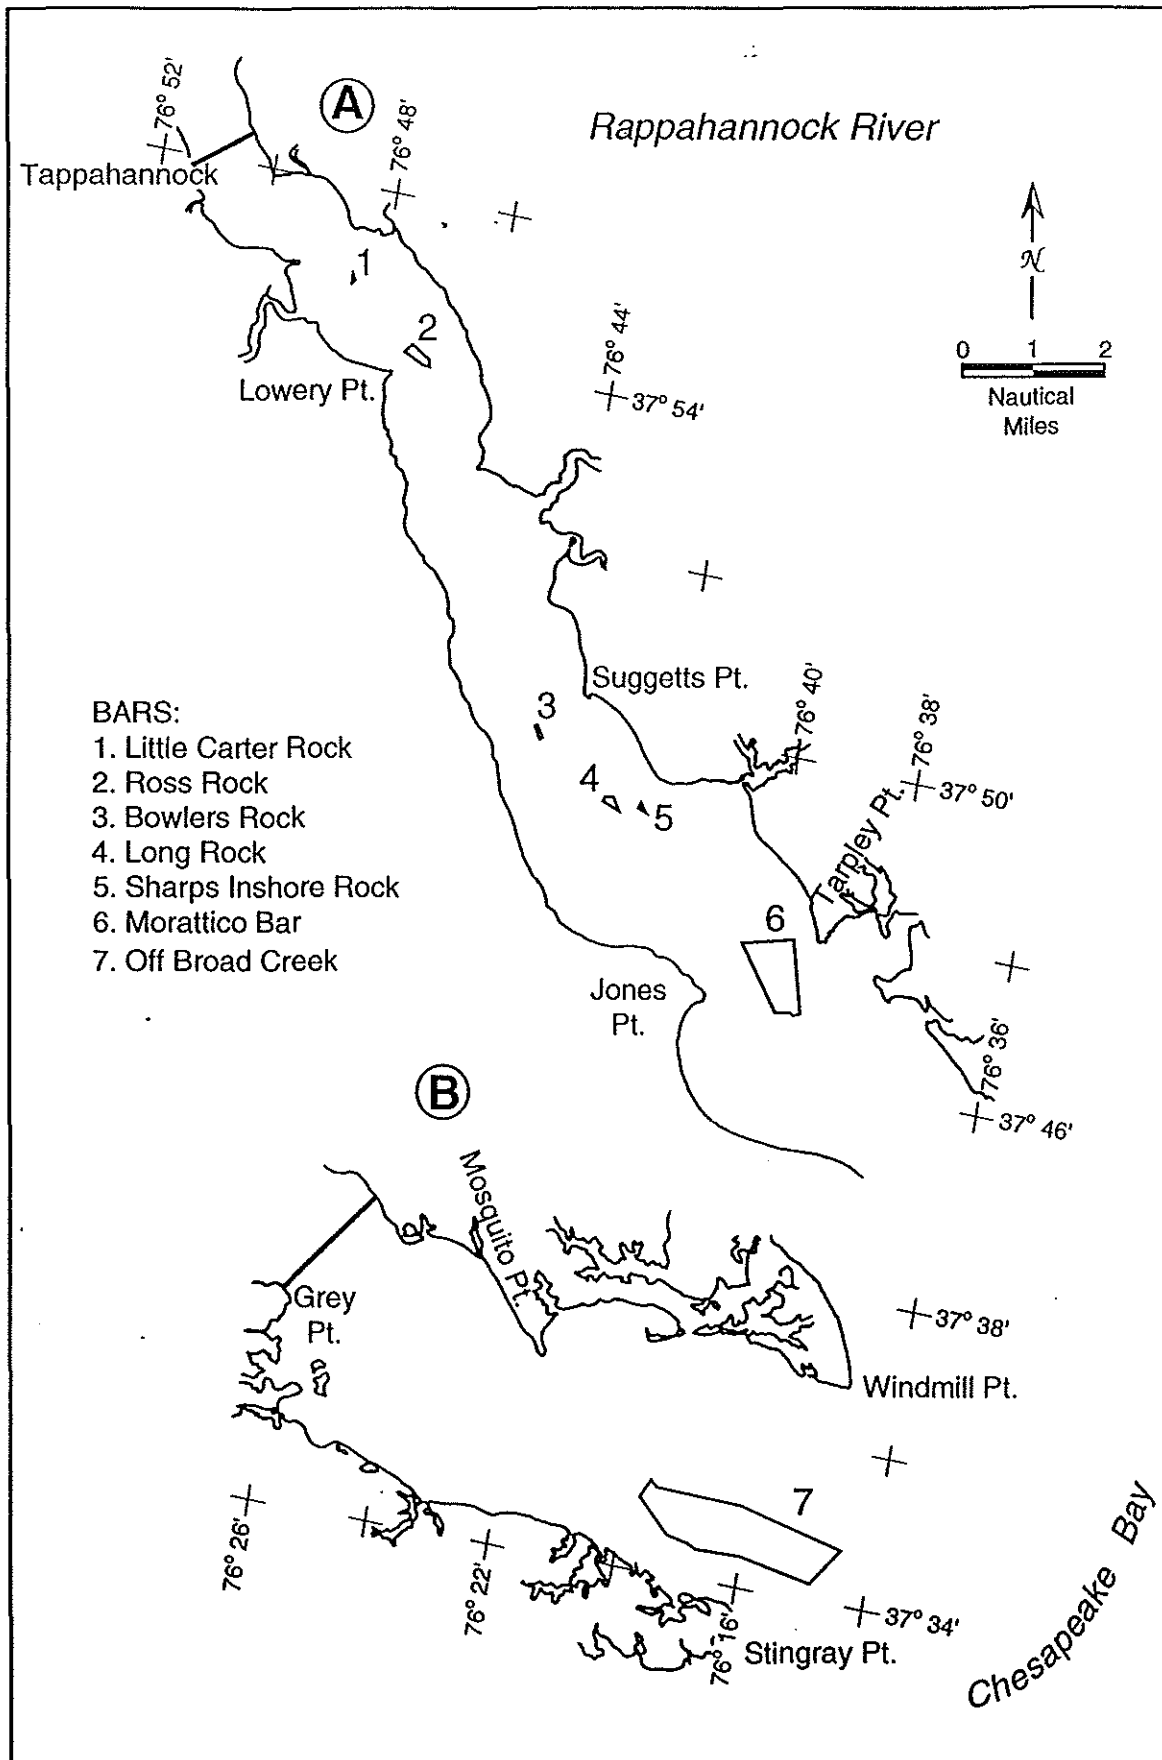 A
Rappahannock River
76° 52'
76° 48'
Tappahannock
N
1
2
76° 44'
0 1 2
Nautical
Miles
Lowery Pt.
37° 54'
Suggetts Pt.
76° 40'
76° 38'
BARS:
1. Little Carter Rock
2. Ross Rock
3. Bowlers Rock
4. Long Rock
5. Sharps Inshore Rock
6. Morattico Bar
7. Off Broad Creek
3
4
5
37° 50'
Tarpley Pt.
6
Jones
Pt.
76° 36'
37° 46'
B
Mosquito Pt.
Grey
Pt.
37° 38'
Windmill Pt.
7
76° 26'
76° 22'
76° 16'
37° 34'
Stingray Pt.
Chesapeake Bay